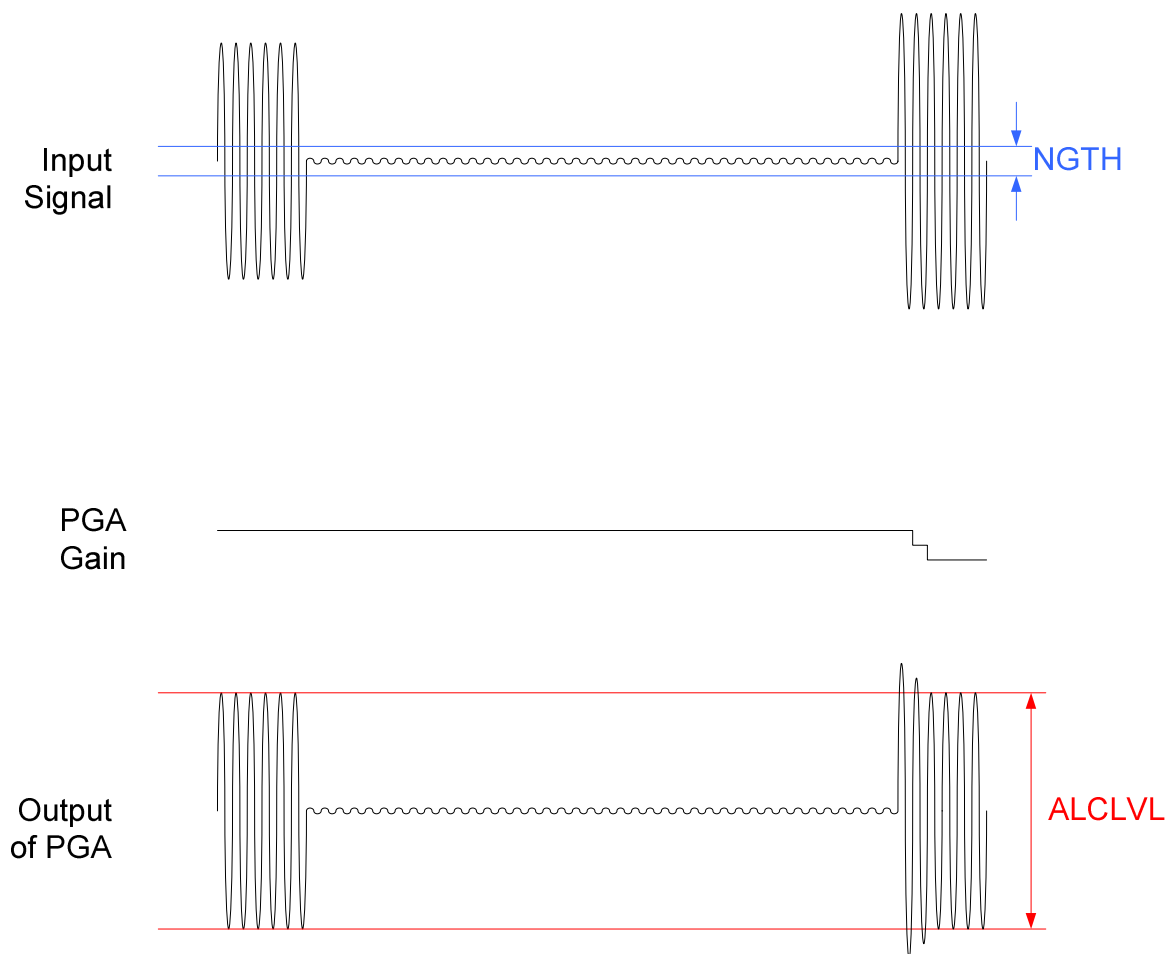 Input
Signal
NGTH
PGA
Gain
Output
of PGA
ALCLVL